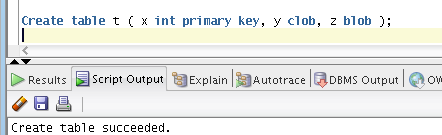 Create table t ( x int primary key, y clob, z blob );
Results Script Output Explain Autotrace DBMS Output OW
Create table succeeded.